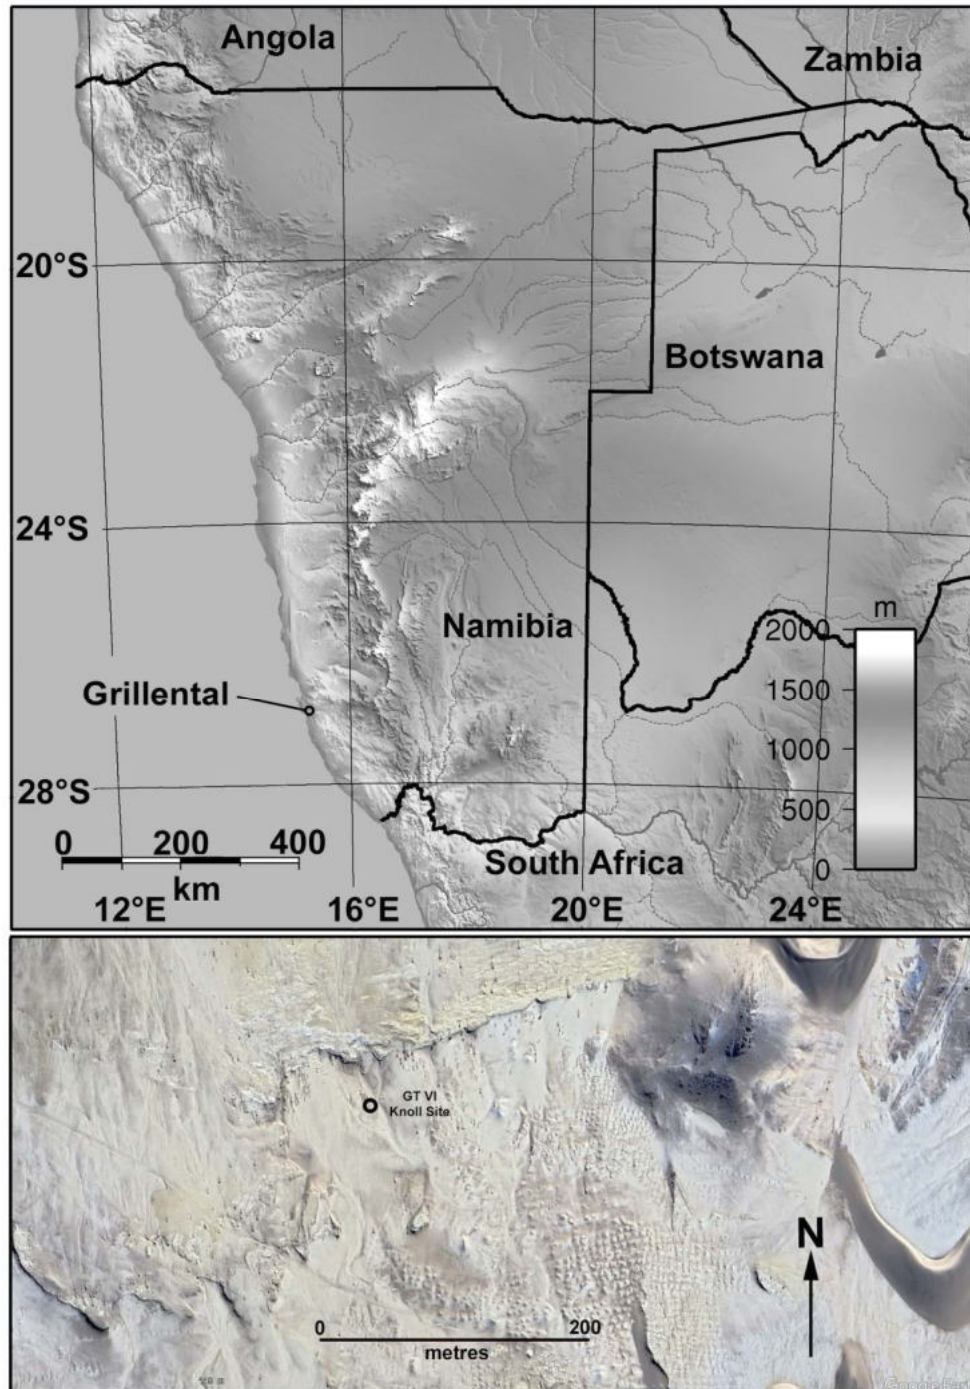 Angola
Zambia
20°S
Botswana
24°S
Namibia
m
2000
1500
1000
500
0
Grillental
28°S
0 200 400
km
South Africa
12°E 16°E 20°E 24°E
GT VI
Knoll Site
N
0 200
metres